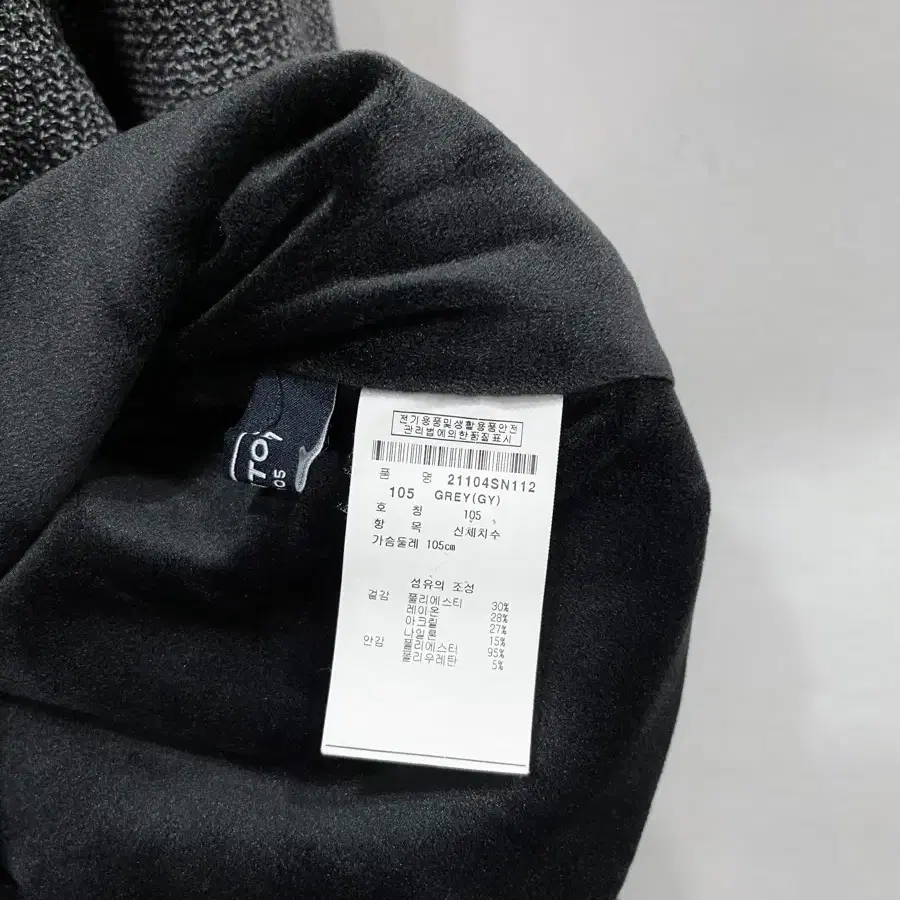 전기용품및생활용품안전
관리법에의한품질표시
품 명 21104SN112
105 GREY(GY)
호 칭 105
항 목 신체치수
가슴둘레 105cm
섬유의 조성
겉감 폴리에스터 30%
레이온 28%
아크릴 27%
나일론 15%
안감 폴리에스터 95%
폴리우레탄 5%
105